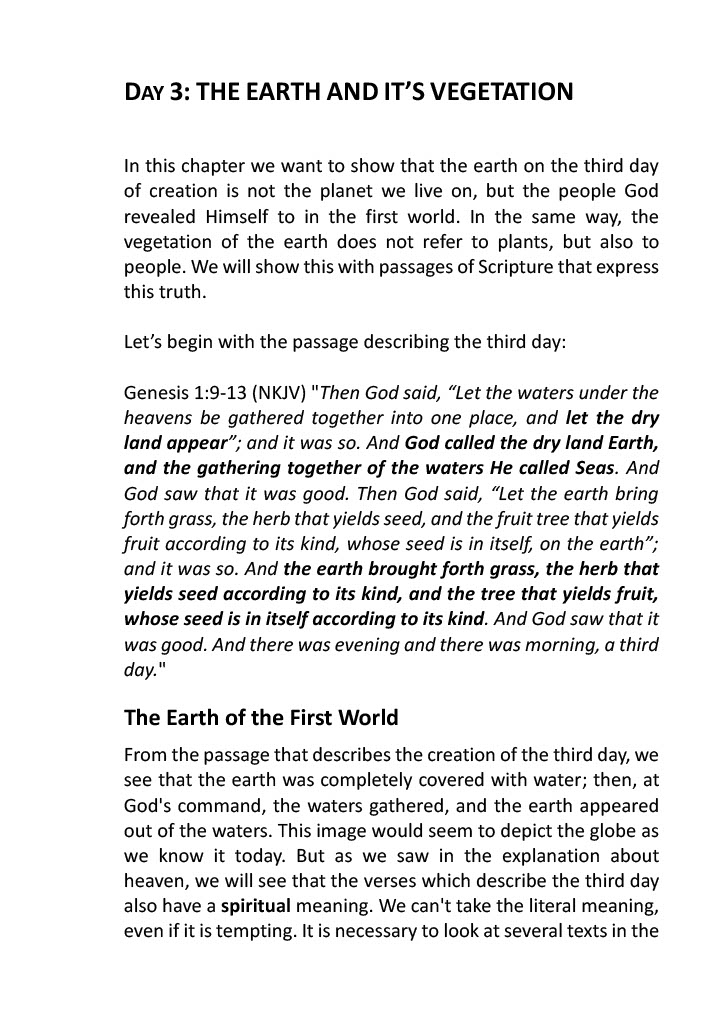 DAY 3: THE EARTH AND IT’S VEGETATION
In this chapter we want to show that the earth on the third day
of creation is not the planet we live on, but the people God
revealed Himself to in the first world. In the same way, the
vegetation of the earth does not refer to plants, but also to
people. We will show this with passages of Scripture that express
this truth.
Let’s begin with the passage describing the third day:
Genesis 1:9-13 (NKJV) "Then God said, “Let the waters under the
heavens be gathered together into one place, and let the dry
land appear”; and it was so. And God called the dry land Earth,
and the gathering together of the waters He called Seas. And
God saw that it was good. Then God said, “Let the earth bring
forth grass, the herb that yields seed, and the fruit tree that yields
fruit according to its kind, whose seed is in itself, on the earth”;
and it was so. And the earth brought forth grass, the herb that
yields seed according to its kind, and the tree that yields fruit,
whose seed is in itself according to its kind. And God saw that it
was good. And there was evening and there was morning, a third
day."
The Earth of the First World
From the passage that describes the creation of the third day, we
see that the earth was completely covered with water; then, at
God's command, the waters gathered, and the earth appeared
out of the waters. This image would seem to depict the globe as
we know it today. But as we saw in the explanation about
heaven, we will see that the verses which describe the third day
also have a spiritual meaning. We can't take the literal meaning,
even if it is tempting. It is necessary to look at several texts in the